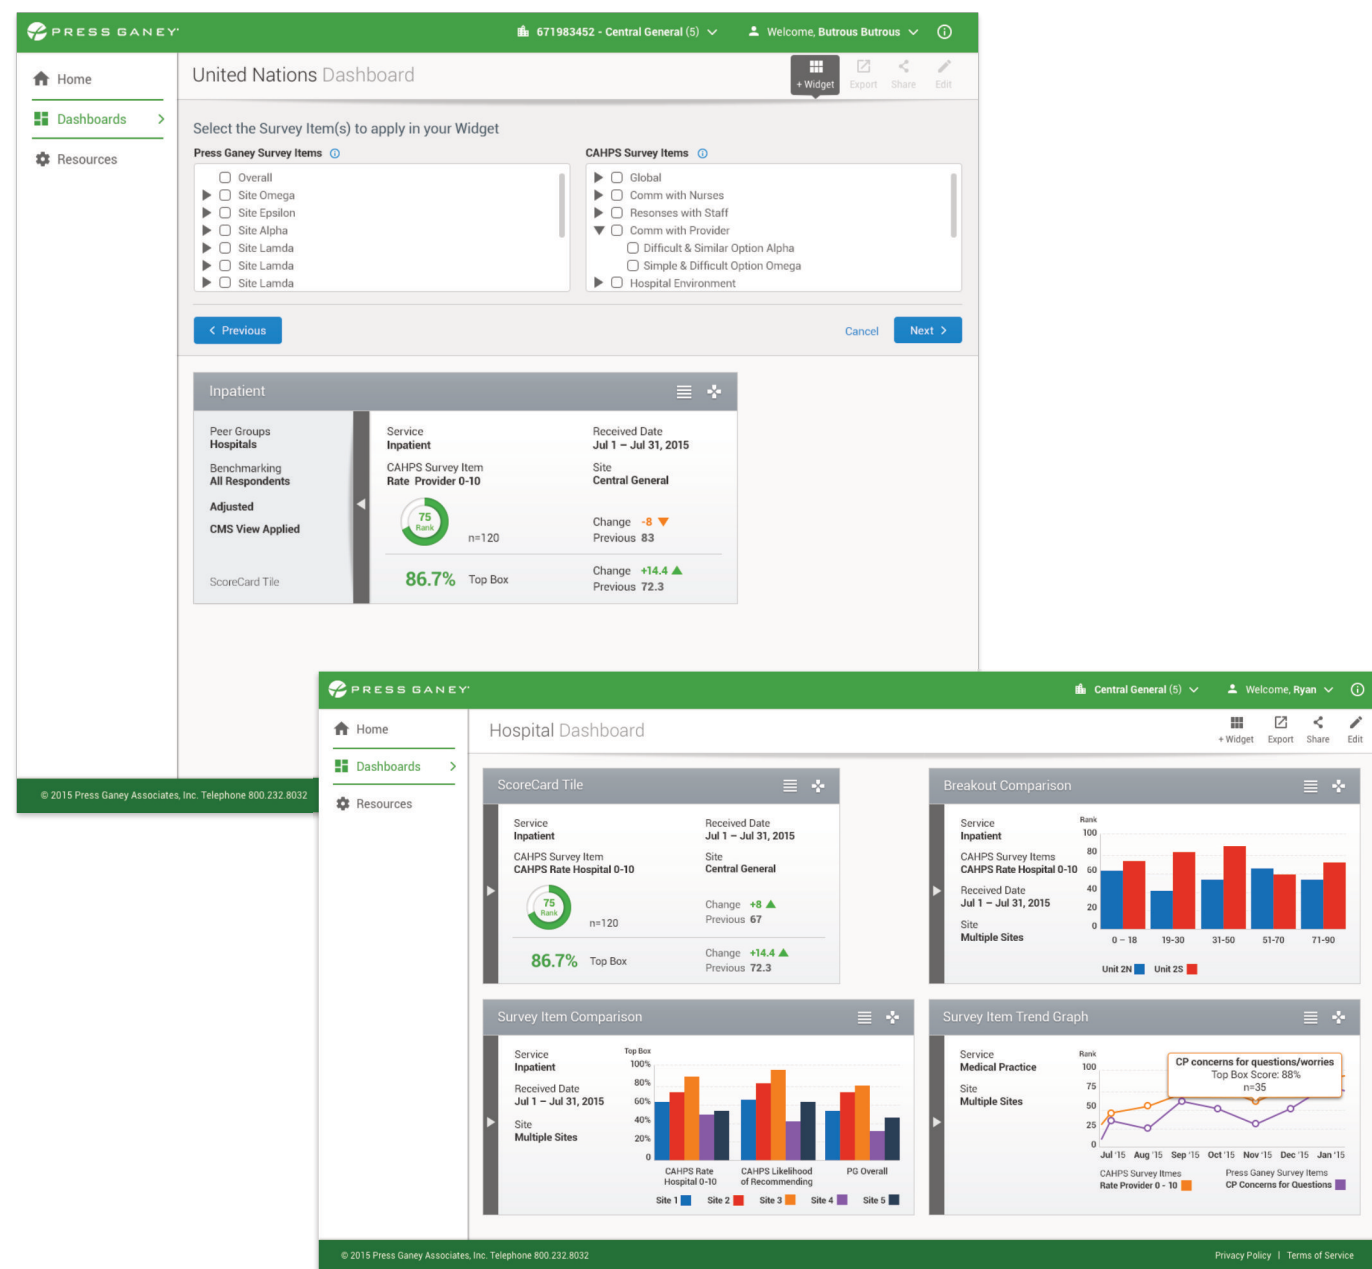 PRESS GANEY
671983452 - Central General (5)
Welcome, Butrous Butrous
Home
Dashboards
Resources
United Nations Dashboard
+ Widget
Export
Share
Edit
Select the Survey Item(s) to apply in your Widget
Press Ganey Survey Items
Overall
Site Omega
Site Epsilon
Site Alpha
Site Lamda
Site Lamda
Site Lamda
CAHPS Survey Items
Global
Comm with Nurses
Resonses with Staff
Comm with Provider
Difficult & Similar Option Alpha
Simple & Difficult Option Omega
Hospital Environment
Previous
Cancel
Next
Inpatient
Peer Groups
Hospitals
Benchmarking
All Respondents
Adjusted
CMS View Applied
ScoreCard Tile
Service
Inpatient
CAHPS Survey Item
Rate Provider 0-10
75
Rank
n=120
Received Date
Jul 1 – Jul 31, 2015
Site
Central General
Change -8
Previous 83
86.7% Top Box
Change +14.4
Previous 72.3
© 2015 Press Ganey Associates, Inc. Telephone 800.232.8032
PRESS GANEY
Central General (5)
Welcome, Ryan
Home
Dashboards
Resources
Hospital Dashboard
+ Widget
Export
Share
Edit
ScoreCard Tile
Service
Inpatient
CAHPS Survey Item
CAHPS Rate Hospital 0-10
75
Rank
n=120
Received Date
Jul 1 – Jul 31, 2015
Site
Central General
Change +8
Previous 67
86.7% Top Box
Change +14.4
Previous 72.3
Breakout Comparison
Service
Inpatient
CAHPS Survey Items
CAHPS Rate Hospital 0-10
Received Date
Jul 1 – Jul 31, 2015
Site
Multiple Sites
Rank
100
80
60
40
20
0
0 – 18 19-30 31-50 51-70 71-90
Unit 2N Unit 2S
Survey Item Comparison
Service
Inpatient
Received Date
Jul 1 – Jul 31, 2015
Site
Multiple Sites
Top Box
100%
80%
60%
40%
20%
0
CAHPS Rate
Hospital 0-10
CAHPS Likelihood
of Recommending
PG Overall
Site 1 Site 2 Site 3 Site 4 Site 5
Survey Item Trend Graph
Service
Medical Practice
Site
Multiple Sites
Rank
100
75
50
25
0
CP concerns for questions/worries
Top Box Score: 88%
n=35
Jul '15 Aug '15 Sep '15 Oct '15 Nov '15 Dec '15 Jan '15
CAHPS Survey Itmes
Rate Provider 0 - 10
Press Ganey Survey Items
CP Concerns for Questions
© 2015 Press Ganey Associates, Inc. Telephone 800.232.8032
Privacy Policy | Terms of Service